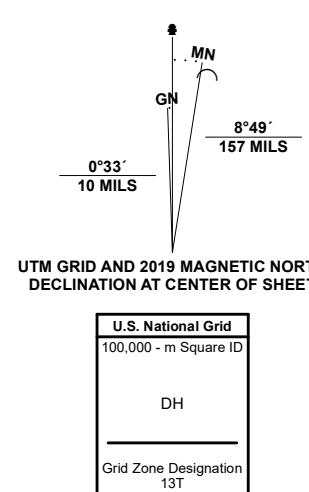 MN
GN
8°49´
157 MILS
0°33´
10 MILS
UTM GRID AND 2019 MAGNETIC NORT
DECLINATION AT CENTER OF SHEET
U.S. National Grid
100,000 - m Square ID
DH
Grid Zone Designation
13T